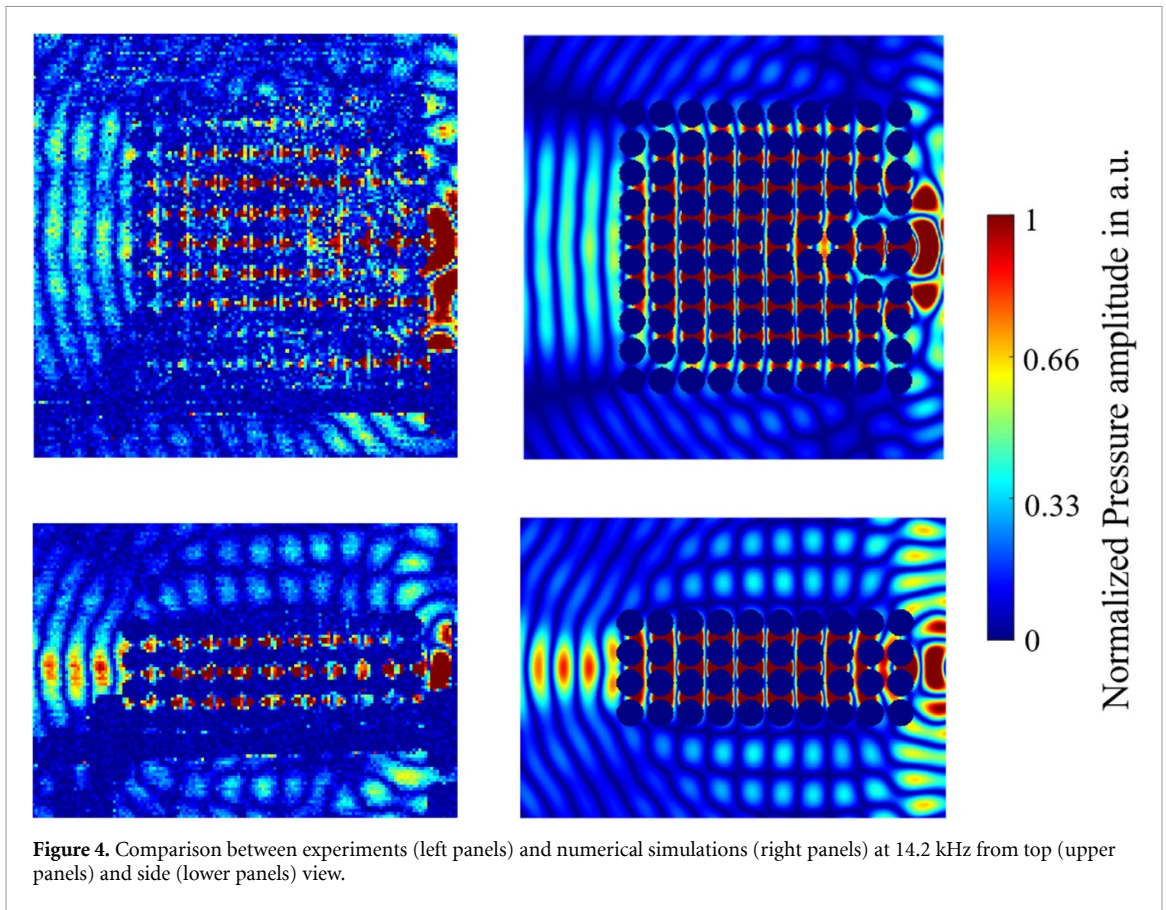 1
0.66
0.33
0
Normalized Pressure amplitude in a.u.
Figure 4. Comparison between experiments (left panels) and numerical simulations (right panels) at 14.2 kHz from top (upper
panels) and side (lower panels) view.